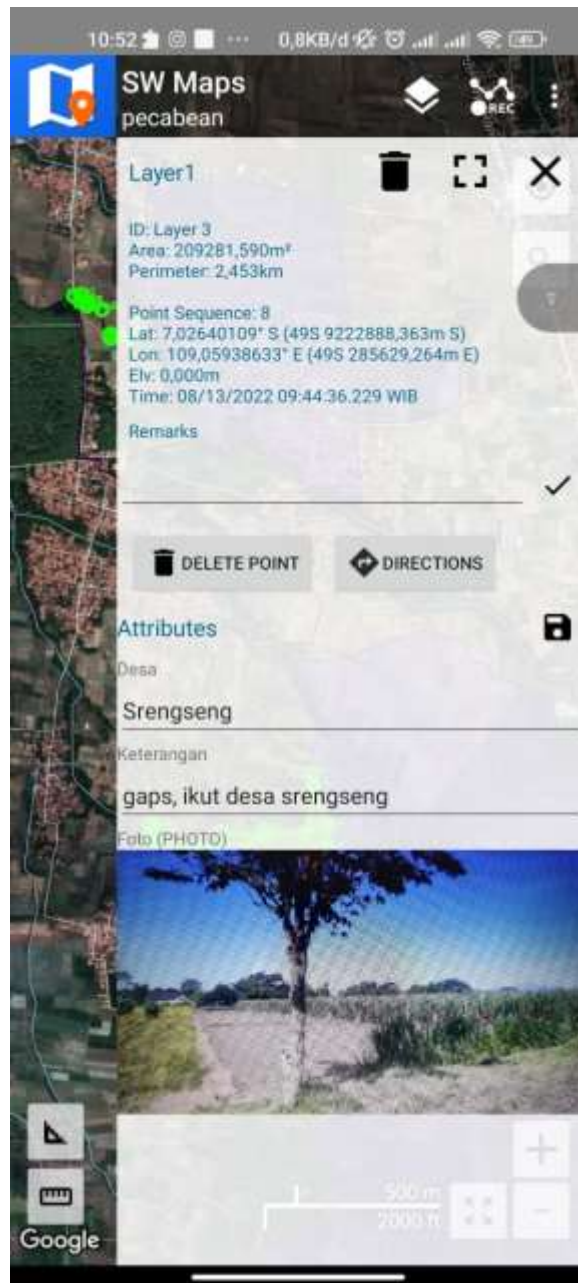 10:52 ... 0,8KB/d
SW Maps
REC
pecabean
Layer1
ID: Layer 3
Area: 209281,590m²
Perimeter: 2,453km
Point Sequence: 8
Lat: 7,02640109° S (49S 9222888,363m S)
Lon: 109,05938633° E (49S 285629,264m E)
Elv: 0,000m
Time: 08/13/2022 09:44:36.229 WIB
Remarks
DELETE POINT DIRECTIONS
Attributes
Desa
Srengseng
Keterangan
gaps, ikut desa srengseng
Foto (PHOTO)
500 m
2000 ft
Google